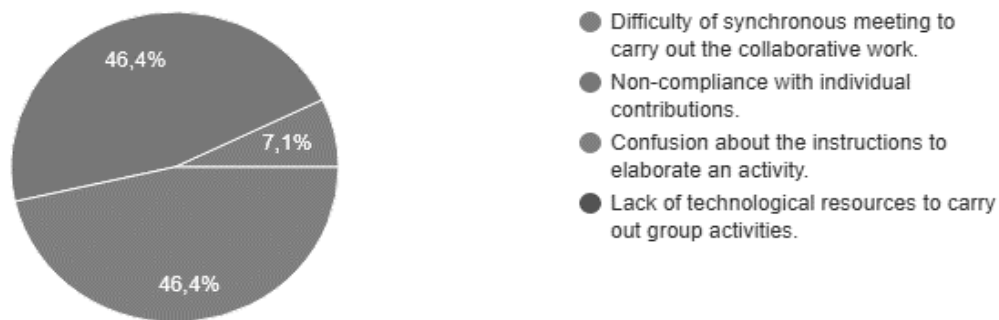 46,4%
7,1%
46,4%
Difficulty of synchronous meeting to
carry out the collaborative work.
Non-compliance with individual
contributions.
Confusion about the instructions to
elaborate an activity.
Lack of technological resources to carry
out group activities.